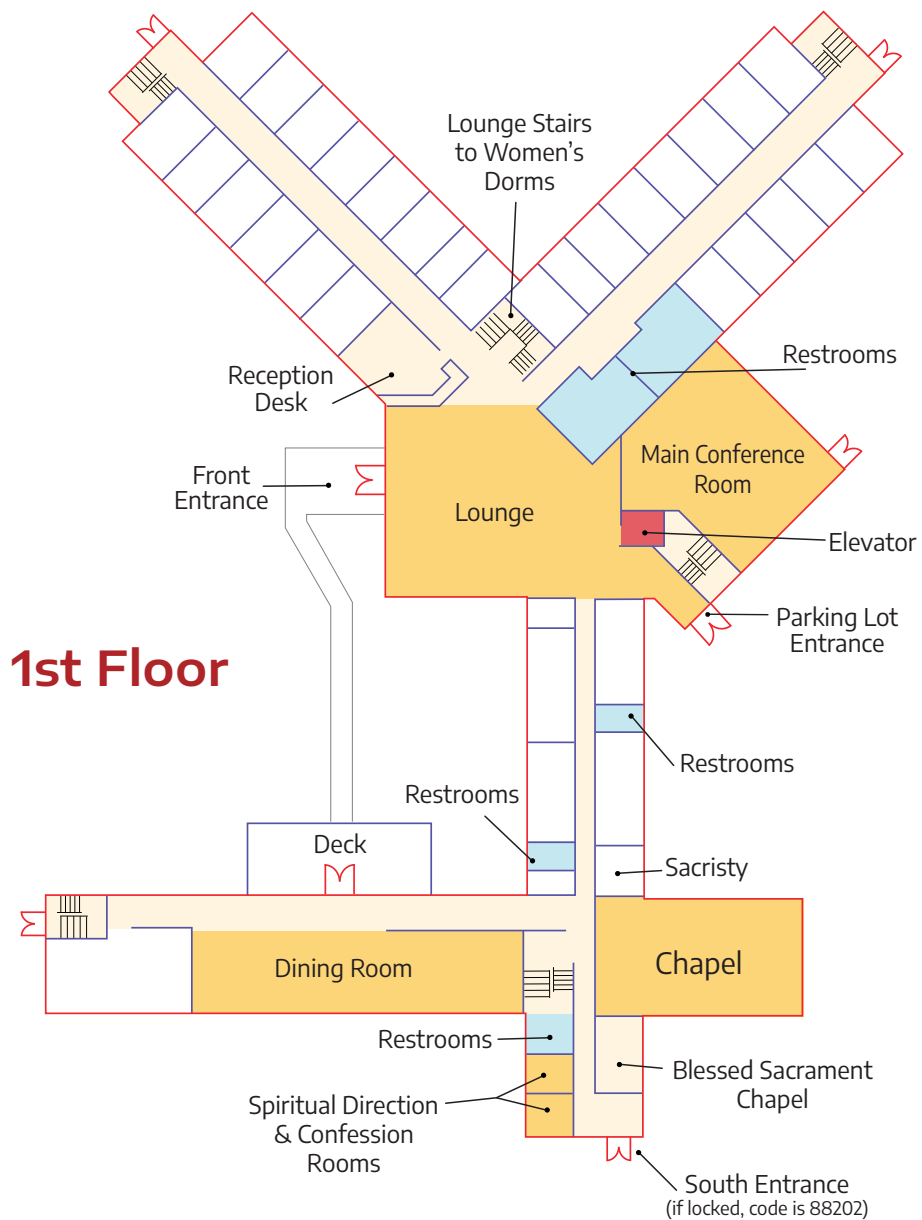 Lounge Stairs
to Women's
Dorms
Reception
Desk
Restrooms
Front
Entrance
Main Conference
Room
Lounge
Elevator
Parking Lot
Entrance
1st Floor
Restrooms
Restrooms
Deck
Sacristy
Dining Room
Chapel
Restrooms
Blessed Sacrament
Chapel
Spiritual Direction
& Confession
Rooms
South Entrance
(if locked, code is 88202)